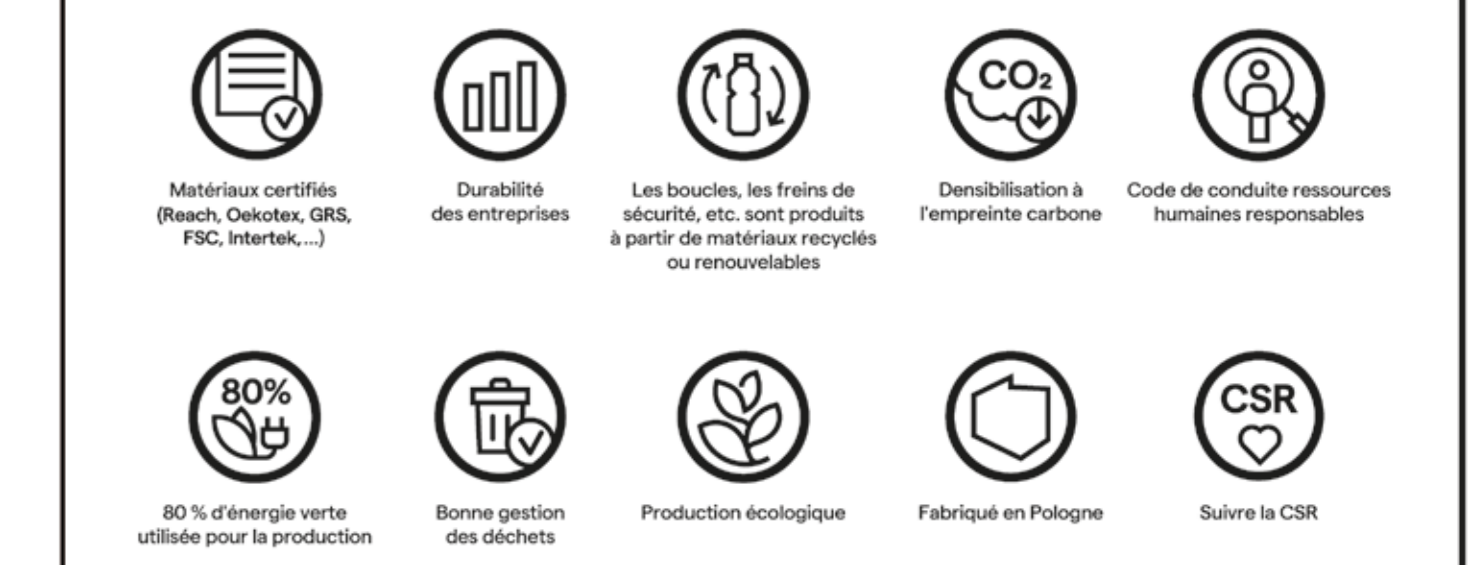 CO₂
Matériaux certifiés
(Reach, Oekotex, GRS,
FSC, Intertek,...)
Durabilité
des entreprises
Les boucles, les freins de
sécurité, etc. sont produits
à partir de matériaux recyclés
ou renouvelables
Densibilisation à
l'empreinte carbone
Code de conduite ressources
humaines responsables
80%
CSR
80 % d'énergie verte
utilisée pour la production
Bonne gestion
des déchets
Production écologique
Fabriqué en Pologne
Suivre la CSR